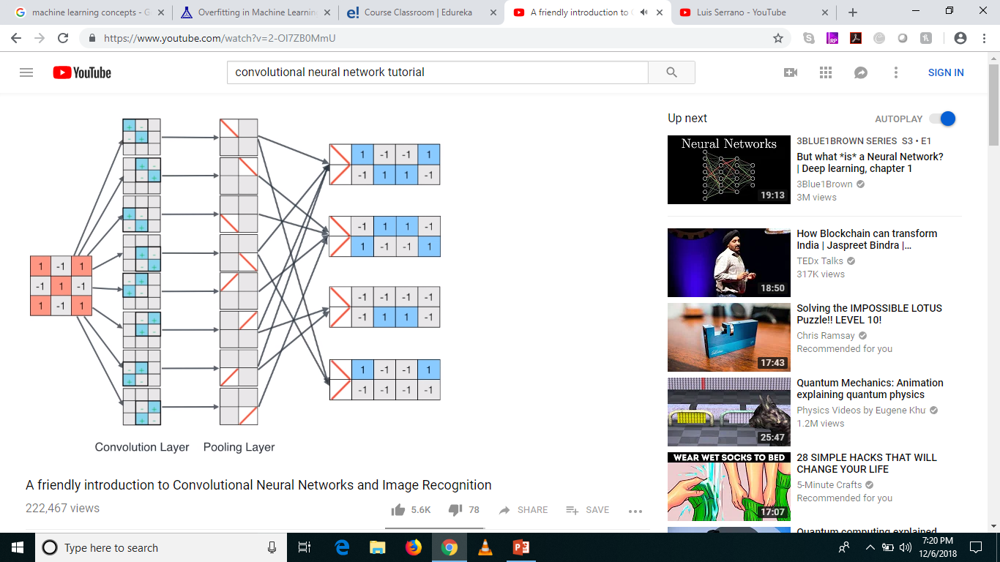 machine learning concepts - G
Overfitting in Machine Learnin
Course Classroom | Edureka
A friendly introduction to C
Luis Serrano - YouTube
https://www.youtube.com/watch?v=2-Ol7ZB0MmU
YouTube
convolutional neural network tutorial
SIGN IN
1 -1 1
-1 1 -1
1 -1 1
1 -1 -1 1
-1 1 1 -1
-1 1 1 -1
1 -1 -1 1
-1 -1 -1 -1
-1 1 1 -1
1 -1 -1 1
-1 -1 -1 -1
Convolution Layer Pooling Layer
A friendly introduction to Convolutional Neural Networks and Image Recognition
222,467 views
5.6K 78 SHARE SAVE
Up next AUTOPLAY
Neural Networks
19:13
3BLUE1BROWN SERIES S3 • E1
But what *is* a Neural Network?
| Deep learning, chapter 1
3Blue1Brown
3M views
18:50
How Blockchain can transform
India | Jaspreet Bindra |...
TEDx Talks
317K views
17:43
Solving the IMPOSSIBLE LOTUS
Puzzle!! LEVEL 10!
Chris Ramsay
Recommended for you
25:47
Quantum Mechanics: Animation
explaining quantum physics
Physics Videos by Eugene Khu
1.2M views
WEAR WET SOCKS TO BED
17:07
28 SIMPLE HACKS THAT WILL
CHANGE YOUR LIFE
5-Minute Crafts
Recommended for you
Quantum computing explained
Type here to search
7:20 PM
12/6/2018